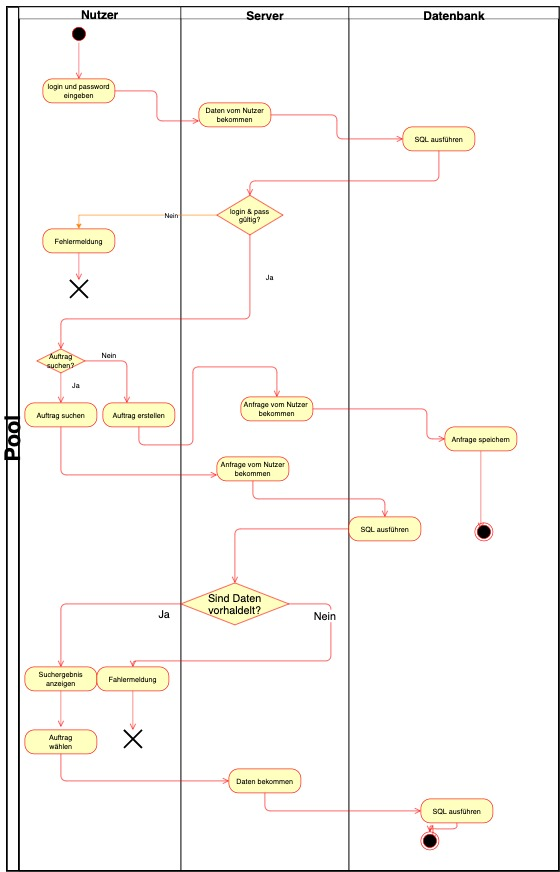 Pool
Nutzer
Server
Datenbank
login und password
eingeben
Daten vom Nutzer
bekommen
SQL ausführen
login & pass
gültig?
Nein
Fehlermeldung
Ja
Auftrag
suchen?
Nein
Ja
Auftrag suchen
Auftrag erstellen
Anfrage vom Nutzer
bekommen
Anfrage speichern
Anfrage vom Nutzer
bekommen
SQL ausführen
Sind Daten
vorhaldelt?
Ja
Nein
Suchergebnis
anzeigen
Fahlermeldung
Auftrag
wählen
Daten bekommen
SQL ausführen